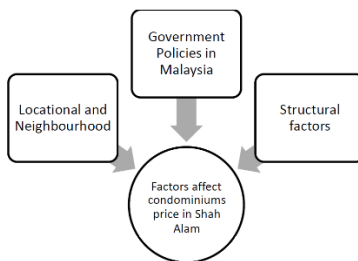 Government
Policies in
Malaysia
Locational and
Neighbourhood
Structural
factors
Factors affect
condominiums
price in Shah
Alam